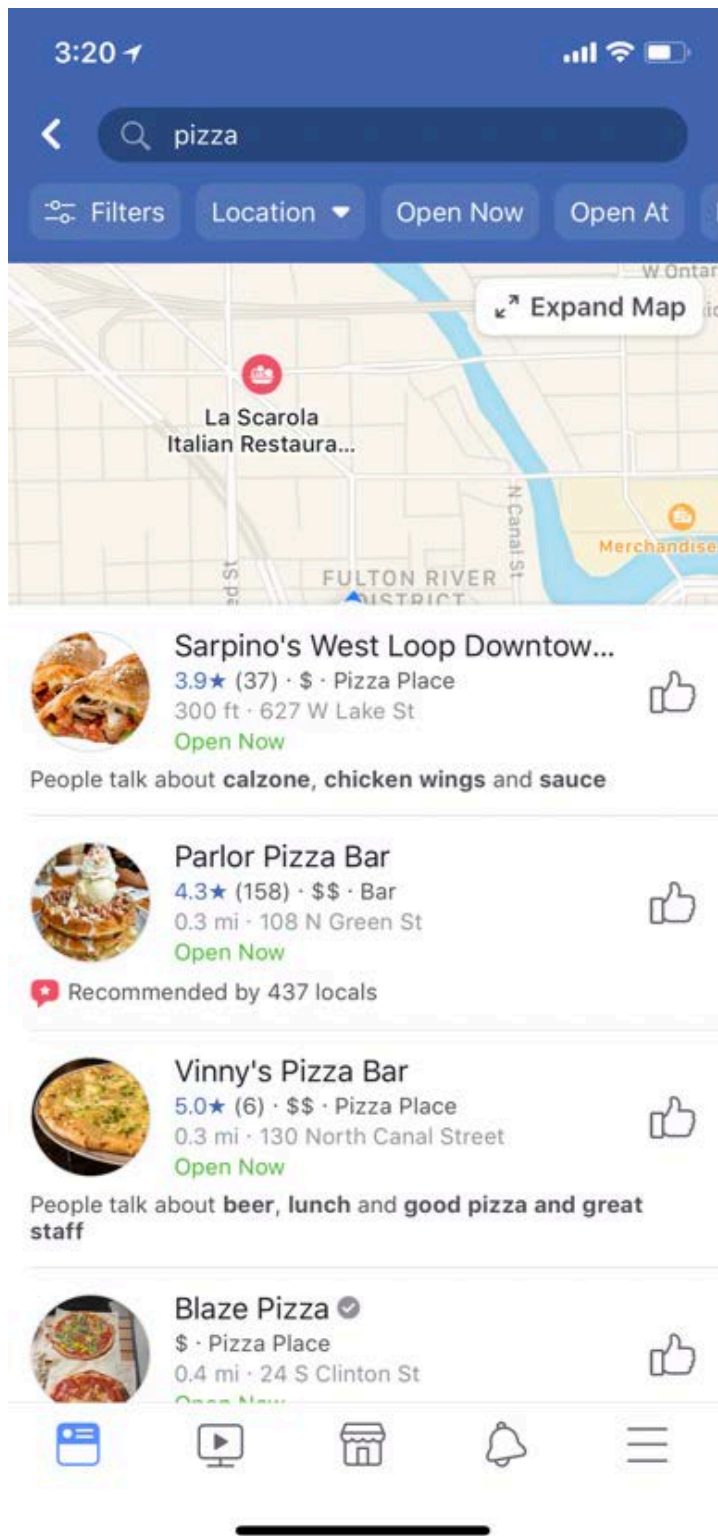 3:20
pizza
Filters
Location
Open Now
Open At
W Ontar
Expand Map
La Scarola
Italian Restaura...
N Canal St
Merchandise
ed St
FULTON RIVER
DISTRICT
Sarpino's West Loop Downtow...
3.9★ (37) · $ · Pizza Place
300 ft · 627 W Lake St
Open Now
People talk about calzone, chicken wings and sauce
Parlor Pizza Bar
4.3★ (158) · $$ · Bar
0.3 mi · 108 N Green St
Open Now
Recommended by 437 locals
Vinny's Pizza Bar
5.0★ (6) · $$ · Pizza Place
0.3 mi · 130 North Canal Street
Open Now
People talk about beer, lunch and good pizza and great
staff
Blaze Pizza
$ · Pizza Place
0.4 mi · 24 S Clinton St
Open Now